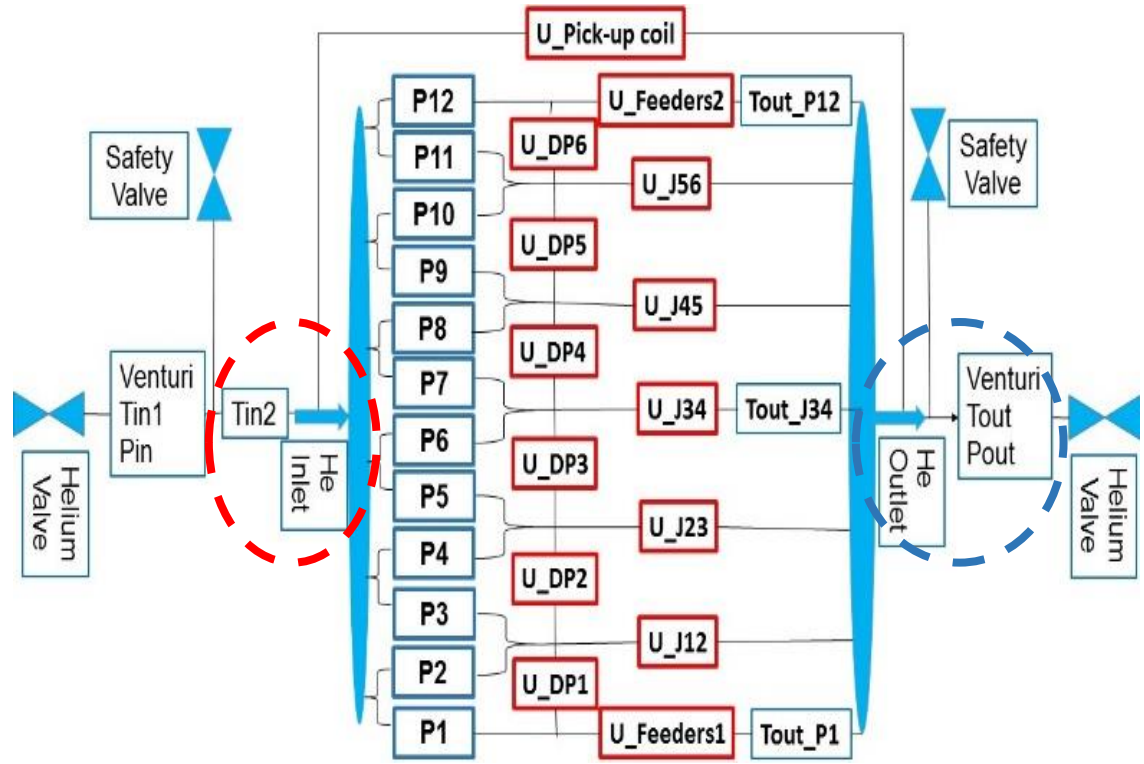 U_Pick-up coil
P12
U_Feeders2
Tout_P12
U_DP6
Safety
Valve
P11
U_J56
Safety
Valve
P10
U_DP5
P9
U_J45
P8
U_DP4
Venturi
Tin1
Pin
Tin2
P7
U_J34
Tout_J34
Venturi
Tout
Pout
P6
He
Inlet
U_DP3
He
Outlet
Helium
Valve
Helium
Valve
P5
U_J23
P4
U_DP2
P3
U_J12
P2
U_DP1
P1
U_Feeders1
Tout_P1